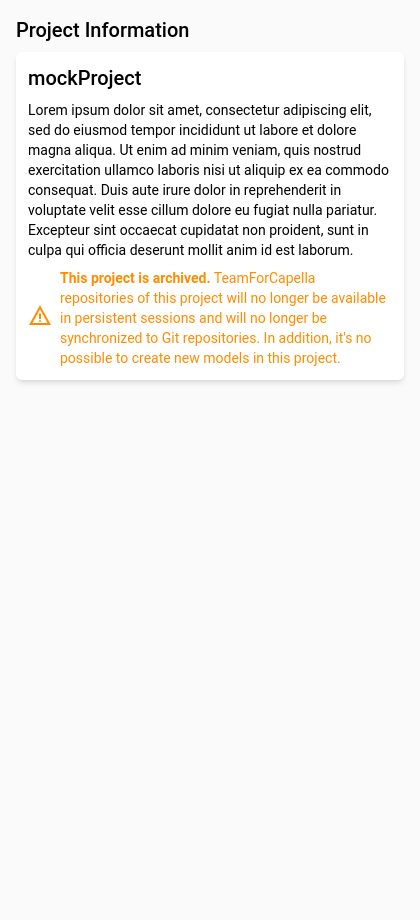 Project Information
mockProject
Lorem ipsum dolor sit amet, consectetur adipiscing elit,
sed do eiusmod tempor incididunt ut labore et dolore
magna aliqua. Ut enim ad minim veniam, quis nostrud
exercitation ullamco laboris nisi ut aliquip ex ea commodo
consequat. Duis aute irure dolor in reprehenderit in
voluptate velit esse cillum dolore eu fugiat nulla pariatur.
Excepteur sint occaecat cupidatat non proident, sunt in
culpa qui officia deserunt mollit anim id est laborum.
This project is archived. TeamForCapella
repositories of this project will no longer be available
in persistent sessions and will no longer be
synchronized to Git repositories. In addition, it's no
possible to create new models in this project.